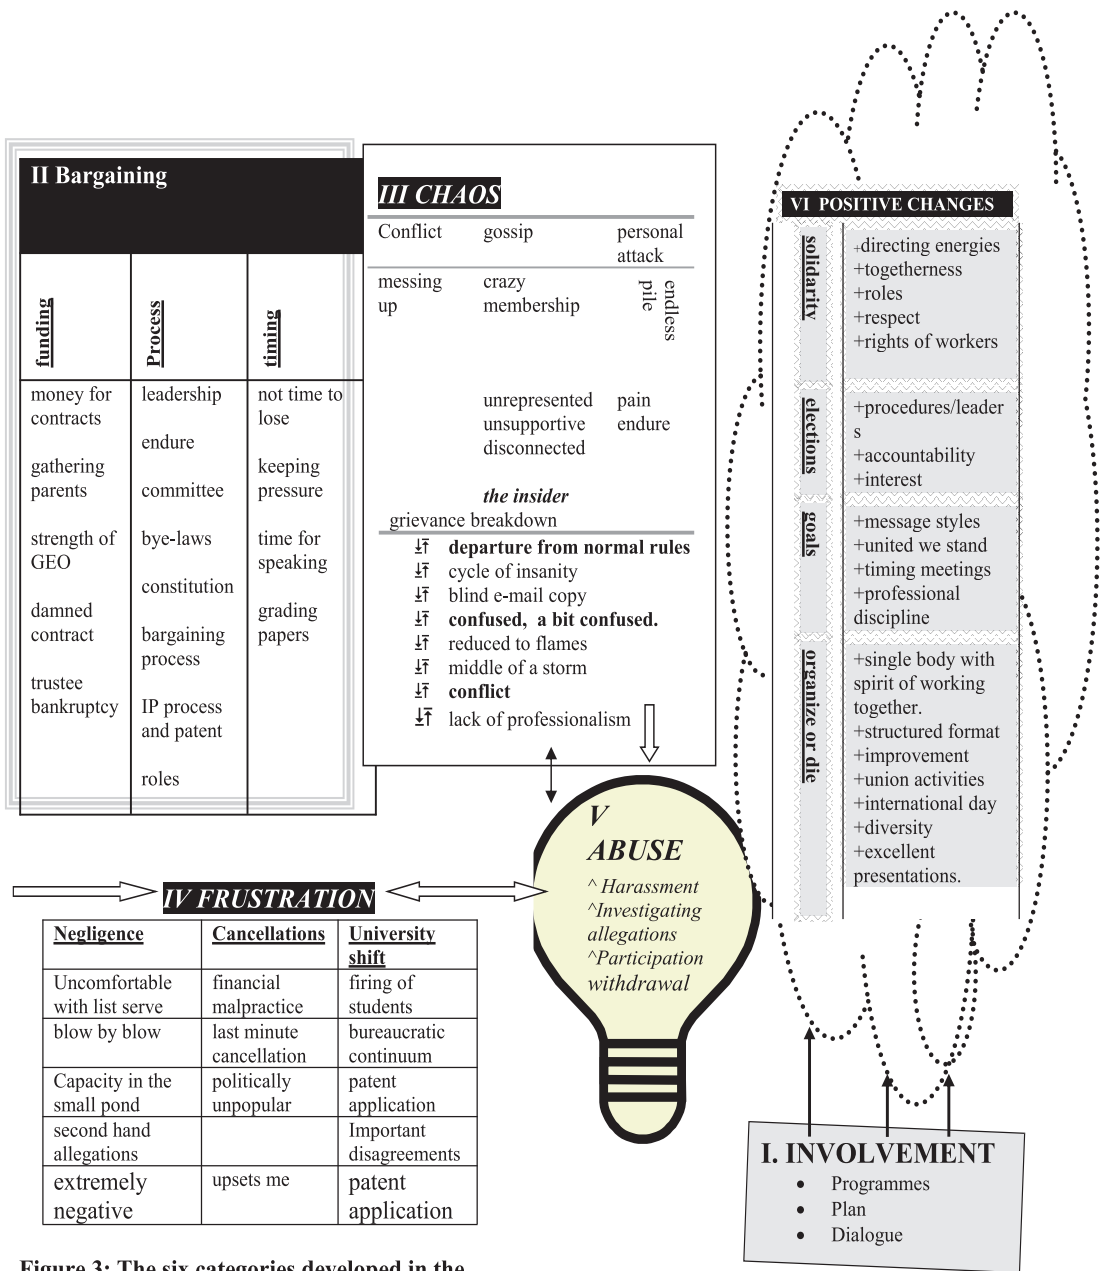 II Bargaining
funding
Process
timing
money for
contracts
gathering
parents
strength of
GEO
damned
contract
trustee
bankruptcy
leadership
endure
committee
bye-laws
constitution
bargaining
process
IP process
and patent
roles
not time to
lose
keeping
pressure
time for
speaking
grading
papers
III CHAOS
Conflict gossip personal
attack
messing crazy endless
up membership pile
unrepresented pain
unsupportive endure
disconnected
the insider
grievance breakdown
departure from normal rules
cycle of insanity
blind e-mail copy
confused, a bit confused.
reduced to flames
middle of a storm
conflict
lack of professionalism
IV FRUSTRATION
Negligence Cancellations University
shift
Uncomfortable financial firing of
with list serve malpractice students
blow by blow last minute bureaucratic
cancellation continuum
Capacity in the politically patent
small pond unpopular application
second hand Important
allegations disagreements
extremely upsets me patent
negative application
V
ABUSE
^ Harassment
^Investigating
allegations
^Participation
withdrawal
VI POSITIVE CHANGES
solidarity
+directing energies
+togetherness
+roles
+respect
+rights of workers
elections
+procedures/leader
s
+accountability
+interest
goals
+message styles
+united we stand
+timing meetings
+professional
discipline
organize or die
+single body with
spirit of working
together.
+structured format
+improvement
+union activities
+international day
+diversity
+excellent
presentations.
I. INVOLVEMENT
• Programmes
• Plan
• Dialogue
Figure 3: The six categories developed in the